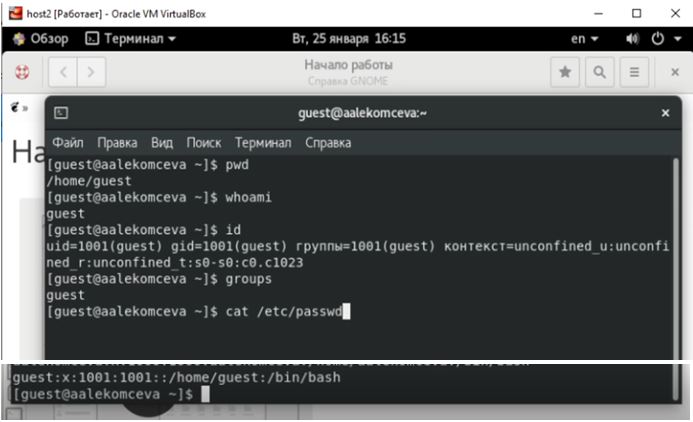 host2 [Работает] - Oracle VM VirtualBox
Обзор Терминал Вт, 25 января 16:15 en
Начало работы
Справка GNOME
guest@aalekomceva:~
Файл Правка Вид Поиск Терминал Справка
На
[guest@aalekomceva ~]$ pwd
/home/guest
[guest@aalekomceva ~]$ whoami
guest
[guest@aalekomceva ~]$ id
uid=1001(guest) gid=1001(guest) группы=1001(guest) контекст=unconfined_u:unconfi
ned_r:unconfined_t:s0-s0:c0.c1023
[guest@aalekomceva ~]$ groups
guest
[guest@aalekomceva ~]$ cat /etc/passwd
guest:x:1001:1001::/home/guest:/bin/bash
[guest@aalekomceva ~]$